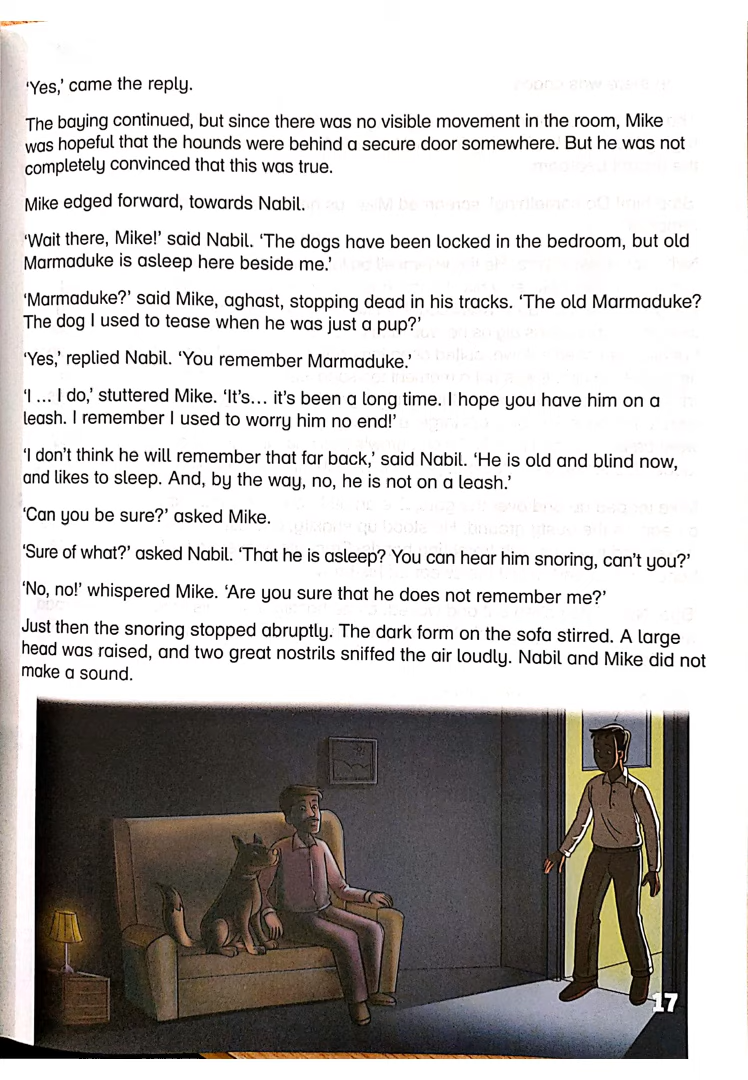 ‘Yes,’ came the reply.
The baying continued, but since there was no visible movement in the room, Mike
was hopeful that the hounds were behind a secure door somewhere. But he was not
completely convinced that this was true.
Mike edged forward, towards Nabil.
‘Wait there, Mike!’ said Nabil. ‘The dogs have been locked in the bedroom, but old
Marmaduke is asleep here beside me.’
‘Marmaduke?’ said Mike, aghast, stopping dead in his tracks. ‘The old Marmaduke?
The dog I used to tease when he was just a pup?’
‘Yes,’ replied Nabil. ‘You remember Marmaduke.’
‘I ... I do,’ stuttered Mike. ‘It’s... it’s been a long time. I hope you have him on a
leash. I remember I used to worry him no end!’
‘I don’t think he will remember that far back,’ said Nabil. ‘He is old and blind now,
and likes to sleep. And, by the way, no, he is not on a leash.’
‘Can you be sure?’ asked Mike.
‘Sure of what?’ asked Nabil. ‘That he is asleep? You can hear him snoring, can’t you?’
‘No, no!’ whispered Mike. ‘Are you sure that he does not remember me?’
Just then the snoring stopped abruptly. The dark form on the sofa stirred. A large
head was raised, and two great nostrils sniffed the air loudly. Nabil and Mike did not
make a sound.
17